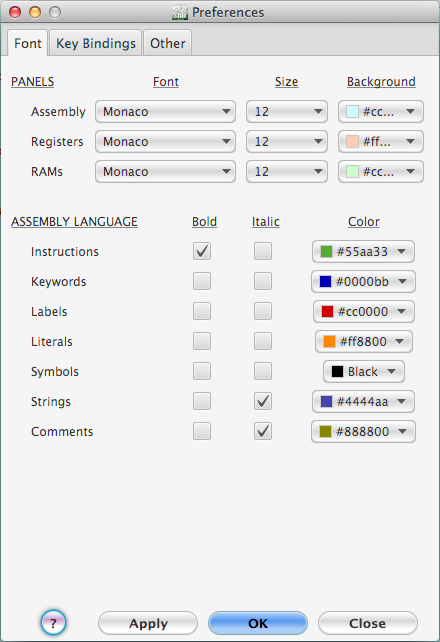 Preferences
Font Key Bindings Other
PANELS Font Size Background
Assembly Monaco 12 #cc...
Registers Monaco 12 #ff...
RAMs Monaco 12 #cc...
ASSEMBLY LANGUAGE Bold Italic Color
Instructions #55aa33
Keywords #0000bb
Labels #cc0000
Literals #ff8800
Symbols Black
Strings #4444aa
Comments #888800
? Apply OK Close